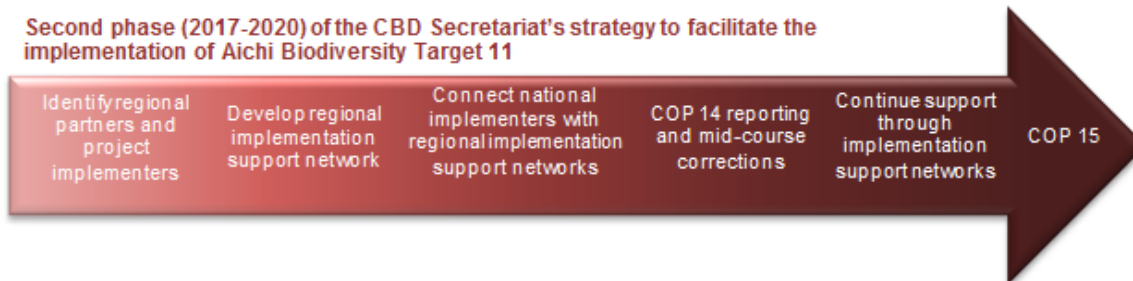 Second phase (2017-2020) of the CBD Secretariat's strategy to facilitate the
implementation of Aichi Biodiversity Target 11
Identify regional
partners and
project
implementers
Develop regional
implementation
support network
Connect national
implementers with
regional implementation
support networks
COP 14 reporting
and mid-course
corrections
Continue support
through
implementation
support networks
COP 15